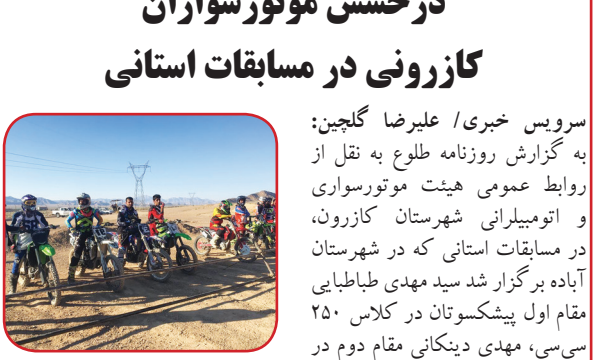 درخشش موتورسواران
کازرونی در مسابقات استانی
سرویس خبری/ علیرضا گلچین:
به گزارش روزنامه طلوع به نقل از
روابط عمومی هیئت موتورسواری
و اتومبیلرانی شهرستان کازرون،
در مسابقات استانی که در شهرستان
آباده برگزار شد سید مهدی طباطبایی
مقام اول پیشکسوتان در کلاس ۲۵۰
سی‌سی، مهدی دینکانی مقام دوم در